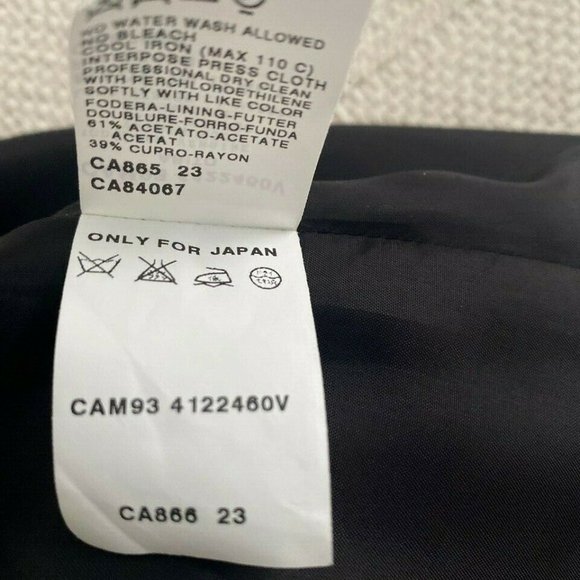 NO WATER WASH ALLOWED
NO BLEACH
COOL IRON (MAX 110 C)
INTERPOSE PRESS CLOTH
PROFESSIONAL DRY CLEAN
WITH PERCHLOROETHILENE
SOFTLY WITH LIKE COLOR
FODERA-LINING-FUTTER
DOUBLURE-FORRO-FUNDA
61% ACETATO-ACETATE
ACETAT
39% CUPRO-RAYON
CA865 23
CA84067
ONLY FOR JAPAN
CAM93 4122460V
CA866 23